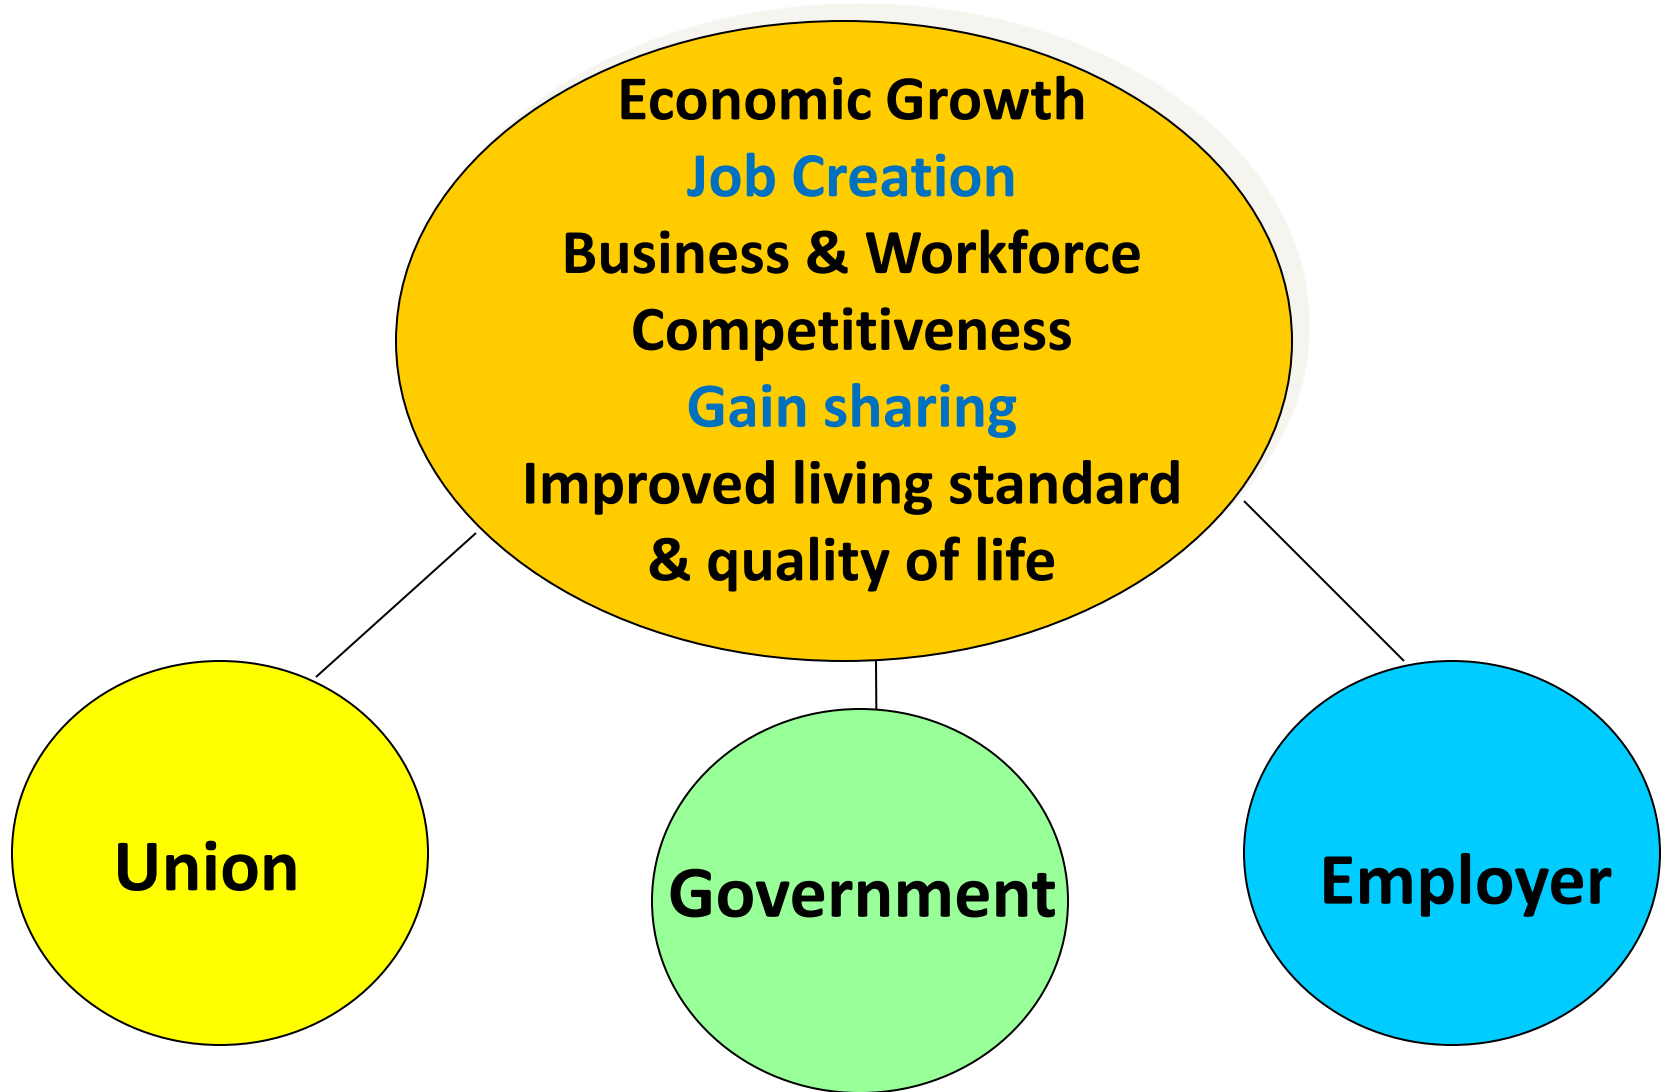 Economic Growth
Job Creation
Business & Workforce
Competitiveness
Gain sharing
Improved living standard
& quality of life
Union
Government
Employer